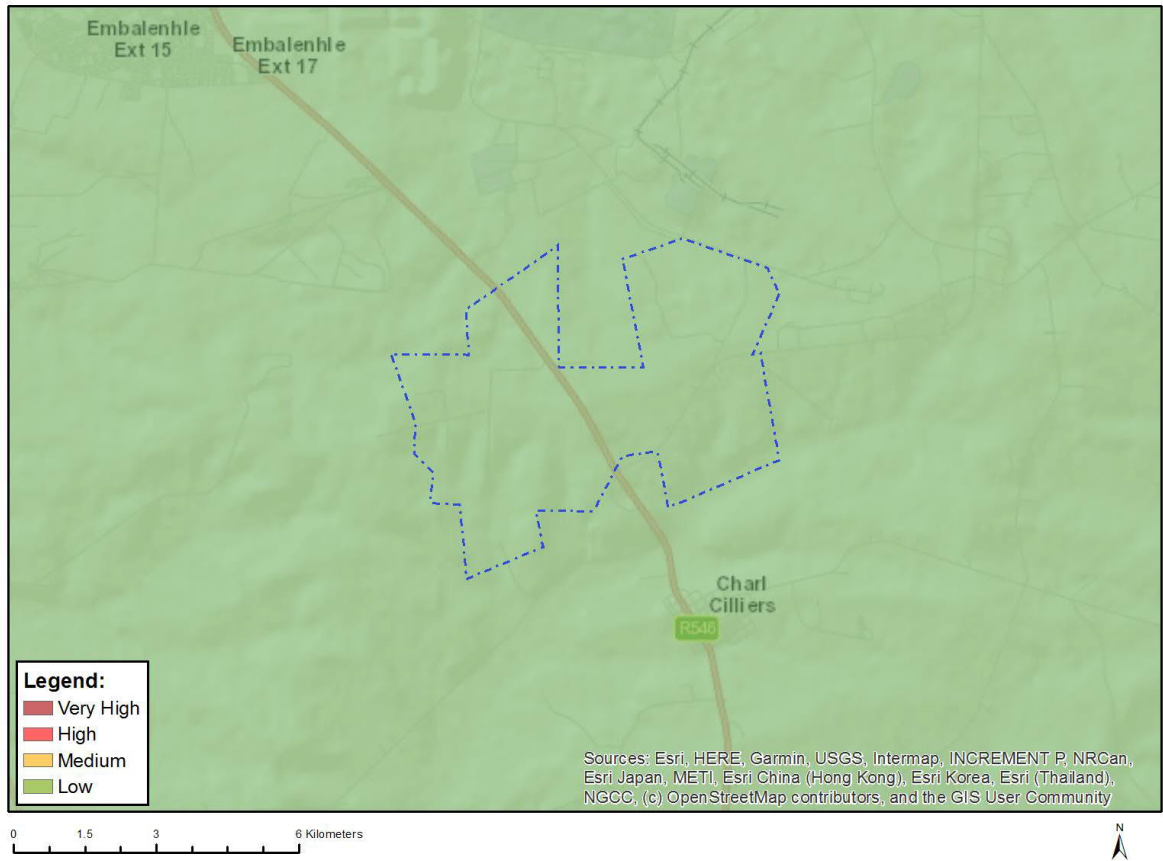 Embalenhle
Ext 15
Embalenhle
Ext 17
Charl
Cilliers
R546
Legend:
Very High
High
Medium
Low
Sources: Esri, HERE, Garmin, USGS, Intermap, INCREMENT P, NRCan,
Esri Japan, METI, Esri China (Hong Kong), Esri Korea, Esri (Thailand),
NGCC, (c) OpenStreetMap contributors, and the GIS User Community
0 1.5 3 6 Kilometers
N